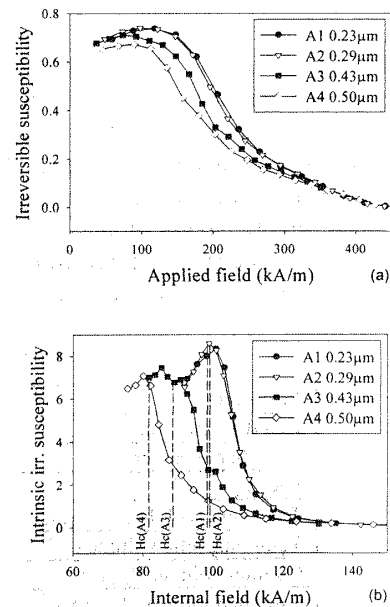 Irreversible susceptibility
0.8
0.6
0.4
0.2
0.0
A1 0.23µm
A2 0.29µm
A3 0.43µm
A4 0.50µm
0 100 200 300 400
Applied field (kA/m)
(a)
Intrinsic irr. susceptibility
8
6
4
2
0
A1 0.23µm
A2 0.29µm
A3 0.43µm
A4 0.50µm
Hc(A4)
Hc(A3)
Hc(A1)
Hc(A2)
60 80 100 120 140
Internal field (kA/m)
(b)